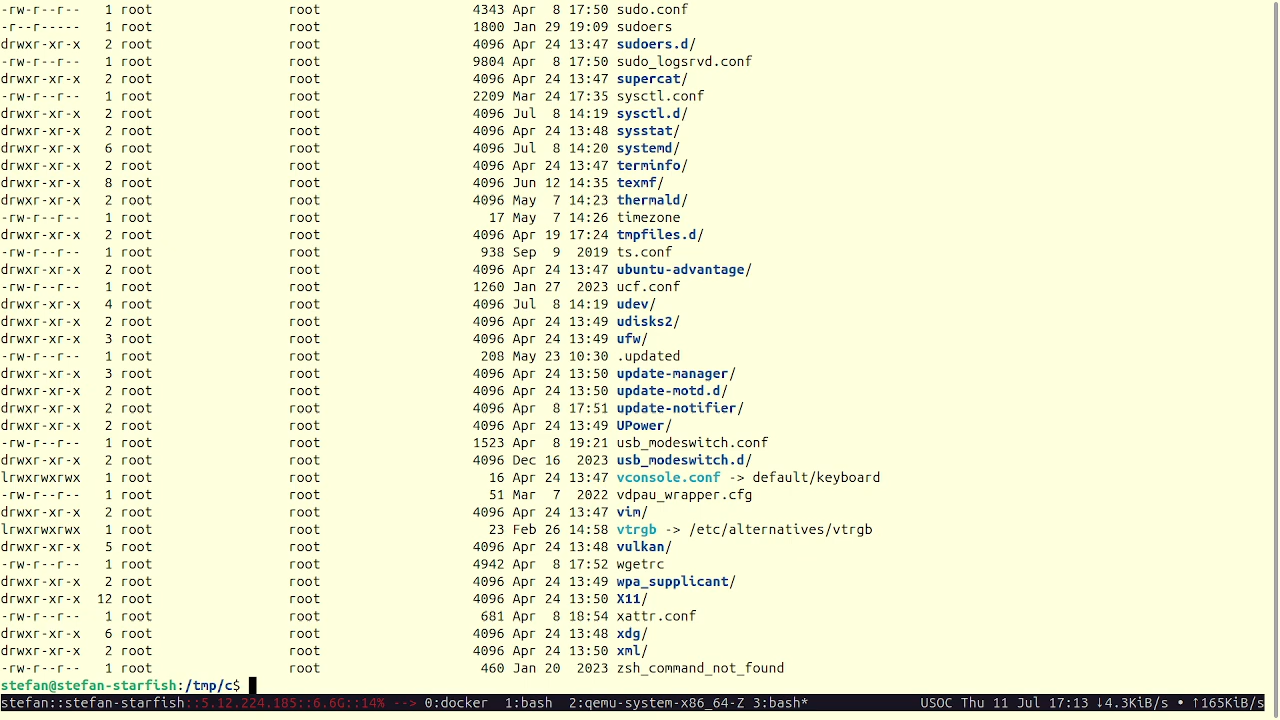 -rw-r--r--   1 root                 root                   4343 Apr  8 17:50 sudo.conf
-r--r-----   1 root                 root                   1800 Jan 29 19:09 sudoers
drwxr-xr-x   2 root                 root                   4096 Apr 24 13:47 sudoers.d/
-rw-r--r--   1 root                 root                   9804 Apr  8 17:50 sudo_logsrvd.conf
drwxr-xr-x   2 root                 root                   4096 Apr 24 13:47 supercat/
-rw-r--r--   1 root                 root                   2209 Mar 24 17:35 sysctl.conf
drwxr-xr-x   2 root                 root                   4096 Jul  8 14:19 sysctl.d/
drwxr-xr-x   2 root                 root                   4096 Apr 24 13:48 sysstat/
drwxr-xr-x   6 root                 root                   4096 Jul  8 14:20 systemd/
drwxr-xr-x   2 root                 root                   4096 Apr 24 13:47 terminfo/
drwxr-xr-x   8 root                 root                   4096 Jun 12 14:35 texmf/
drwxr-xr-x   2 root                 root                   4096 May  7 14:23 thermald/
-rw-r--r--   1 root                 root                     17 May  7 14:26 timezone
drwxr-xr-x   2 root                 root                   4096 Apr 19 17:24 tmpfiles.d/
-rw-r--r--   1 root                 root                    938 Sep  9  2019 ts.conf
drwxr-xr-x   2 root                 root                   4096 Apr 24 13:47 ubuntu-advantage/
-rw-r--r--   1 root                 root                   1260 Jan 27  2023 ucf.conf
drwxr-xr-x   4 root                 root                   4096 Jul  8 14:19 udev/
drwxr-xr-x   2 root                 root                   4096 Apr 24 13:49 udisks2/
drwxr-xr-x   3 root                 root                   4096 Apr 24 13:49 ufw/
-rw-r--r--   1 root                 root                    208 May 23 10:30 .updated
drwxr-xr-x   3 root                 root                   4096 Apr 24 13:50 update-manager/
drwxr-xr-x   2 root                 root                   4096 Apr 24 13:50 update-motd.d/
drwxr-xr-x   2 root                 root                   4096 Apr  8 17:51 update-notifier/
drwxr-xr-x   2 root                 root                   4096 Apr 24 13:49 UPower/
-rw-r--r--   1 root                 root                   1523 Apr  8 19:21 usb_modeswitch.conf
drwxr-xr-x   2 root                 root                   4096 Dec 16  2023 usb_modeswitch.d/
lrwxrwxrwx   1 root                 root                     16 Apr 24 13:47 vconsole.conf -> default/keyboard
-rw-r--r--   1 root                 root                     51 Mar  7  2022 vdpau_wrapper.cfg
drwxr-xr-x   2 root                 root                   4096 Apr 24 13:47 vim/
lrwxrwxrwx   1 root                 root                     23 Feb 26 14:58 vtrgb -> /etc/alternatives/vtrgb
drwxr-xr-x   5 root                 root                   4096 Apr 24 13:48 vulkan/
-rw-r--r--   1 root                 root                   4942 Apr  8 17:52 wgetrc
drwxr-xr-x   2 root                 root                   4096 Apr 24 13:49 wpa_supplicant/
drwxr-xr-x  12 root                 root                   4096 Apr 24 13:50 X11/
-rw-r--r--   1 root                 root                    681 Apr  8 18:54 xattr.conf
drwxr-xr-x   6 root                 root                   4096 Apr 24 13:48 xdg/
drwxr-xr-x   2 root                 root                   4096 Apr 24 13:50 xml/
-rw-r--r--   1 root                 root                    460 Jan 20  2023 zsh_command_not_found
stefan@stefan-starfish:/tmp/c$
stefan::stefan-starfish::5.12.224.185::6.6G::14% --> 0:docker  1:bash  2:qemu-system-x86_64-Z 3:bash* USOC Thu 11 Jul 17:13 ↓4.3KiB/s • ↑165KiB/s